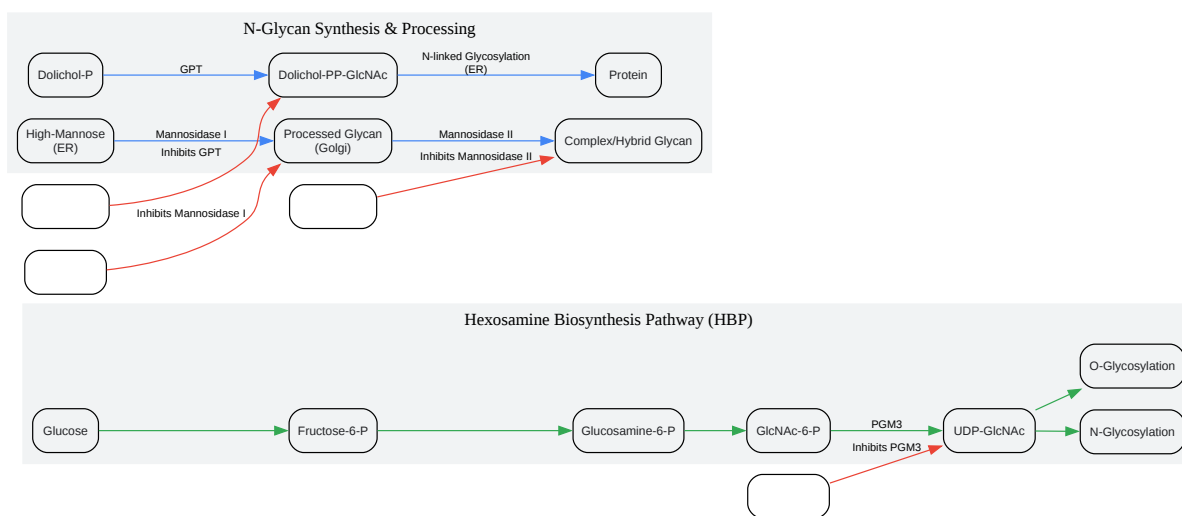 N-Glycan Synthesis & Processing
Dolichol-P
GPT
Dolichol-PP-GlcNAc
N-linked Glycosylation
(ER)
Protein
High-Mannose
(ER)
Mannosidase I
Inhibits GPT
Processed Glycan
(Golgi)
Mannosidase II
Inhibits Mannosidase II
Complex/Hybrid Glycan
Inhibits Mannosidase I
Hexosamine Biosynthesis Pathway (HBP)
Glucose
Fructose-6-P
Glucosamine-6-P
GlcNAc-6-P
PGM3
Inhibits PGM3
UDP-GlcNAc
O-Glycosylation
N-Glycosylation